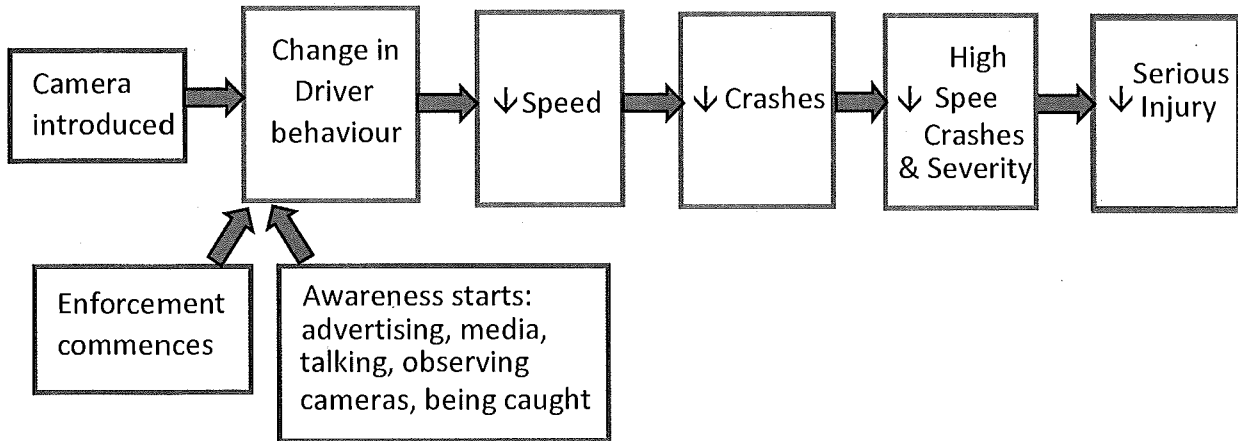 Camera
introduced
Change in
Driver
behaviour
↓ Speed
↓ Crashes
High
↓ Spee
Crashes
& Severity
Serious
↓ Injury
Enforcement
commences
Awareness starts:
advertising, media,
talking, observing
cameras, being caught